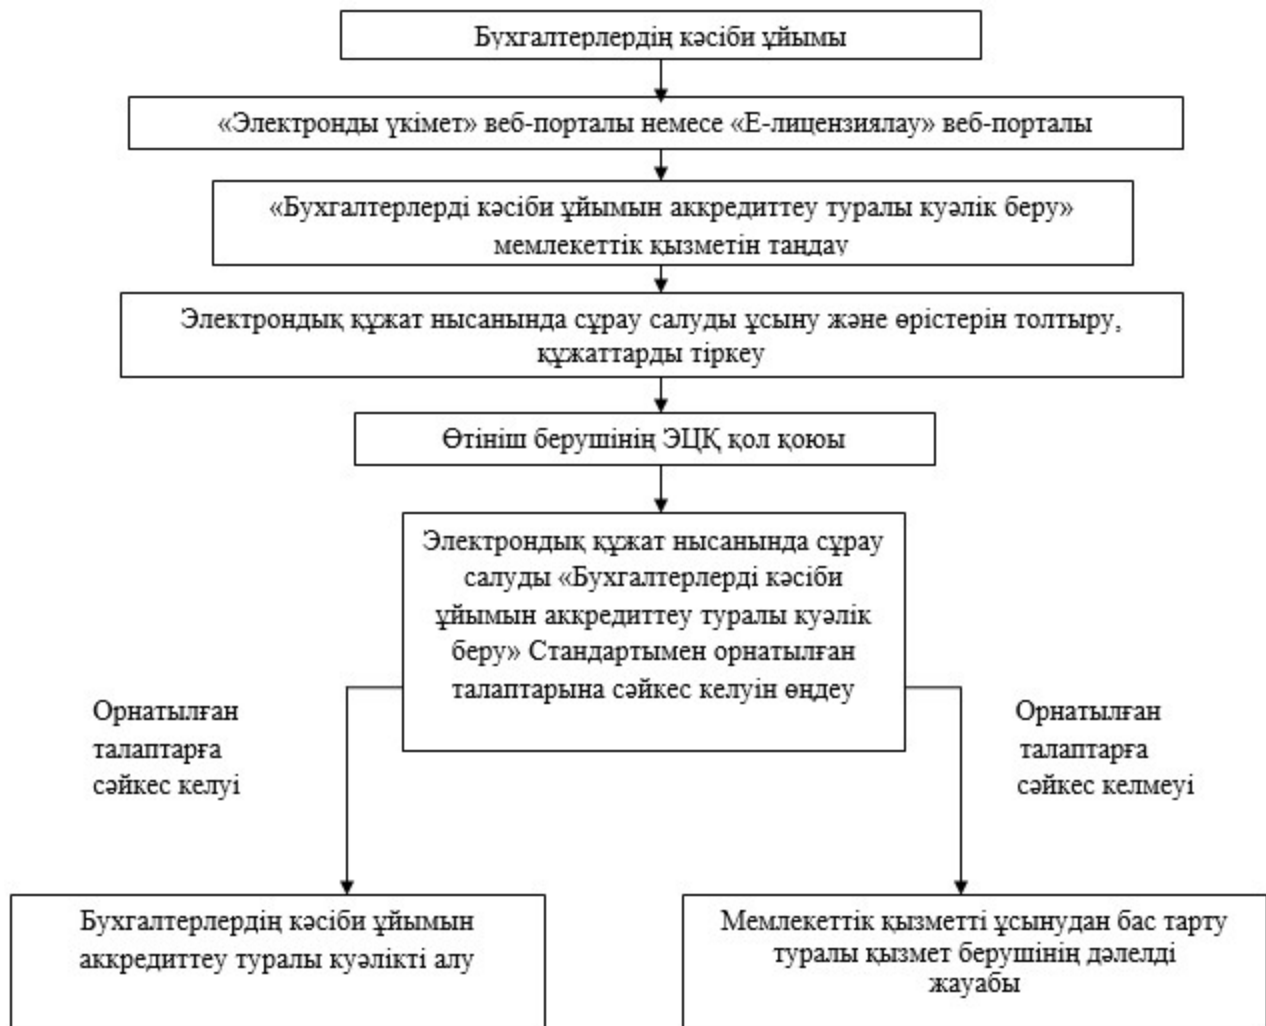 Бухгалтерлердің кәсіби ұйымы
«Электронды үкімет» веб-порталы немесе «Е-лицензиялау» веб-порталы
«Бухгалтерлерді кәсіби ұйымын аккредиттеу туралы куәлік беру»
мемлекеттік қызметін таңдау
Электрондық құжат нысанында сұрау салуды ұсыну және өрістерін толтыру,
құжаттарды тіркеу
Өтініш берушінің ЭЦҚ қол қоюы
Электрондық құжат нысанында сұрау
салуды «Бухгалтерлерді кәсіби
ұйымын аккредиттеу туралы куәлік
беру» Стандартымен орнатылған
талаптарына сәйкес келуін өңдеу
Орнатылған
талаптарға
сәйкес келуі
Орнатылған
талаптарға
сәйкес келмеуі
Бухгалтерлердің кәсіби ұйымын
аккредиттеу туралы куәлікті алу
Мемлекеттік қызметті ұсынудан бас тарту
туралы қызмет берушінің дәлелді
жауабы